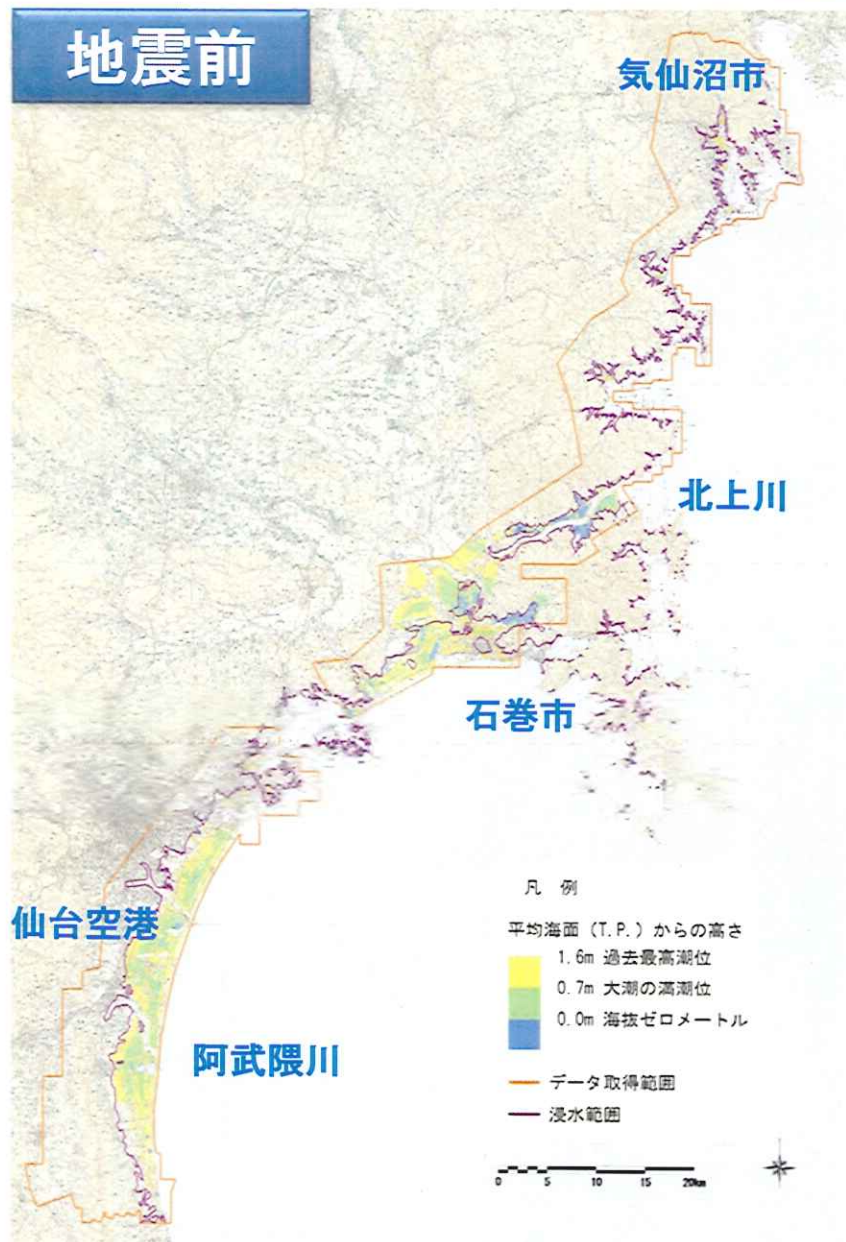 地震前
気仙沼市
北上川
石巻市
仙台空港
阿武隈川
凡 例
平均海面（T.P.）からの高さ
1.6m 過去最高潮位
0.7m 大潮の満潮位
0.0m 海抜ゼロメートル
データ取得範囲
浸水範囲
0 5 10 15 20km